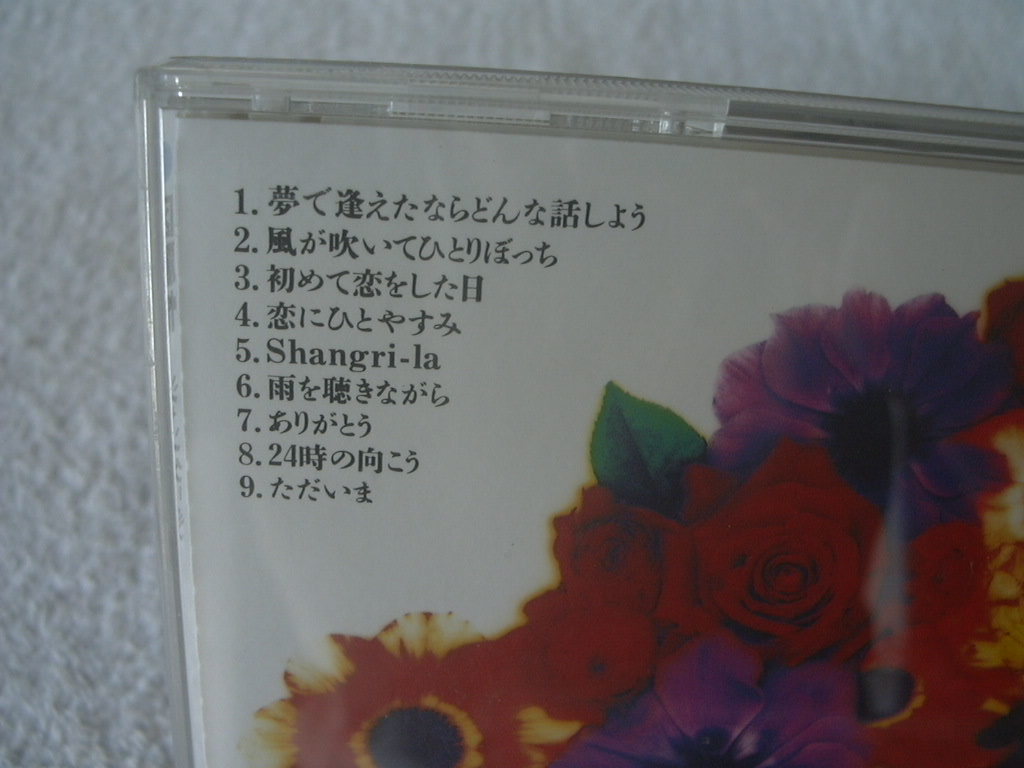 1. 夢で逢えたならどんな話しよう
2. 風が吹いてひとりぼっち
3. 初めて恋をした日
4. 恋にひとやすみ
5. Shangri-la
6. 雨を聴きながら
7. ありがとう
8. 24時の向こう
9. ただいま